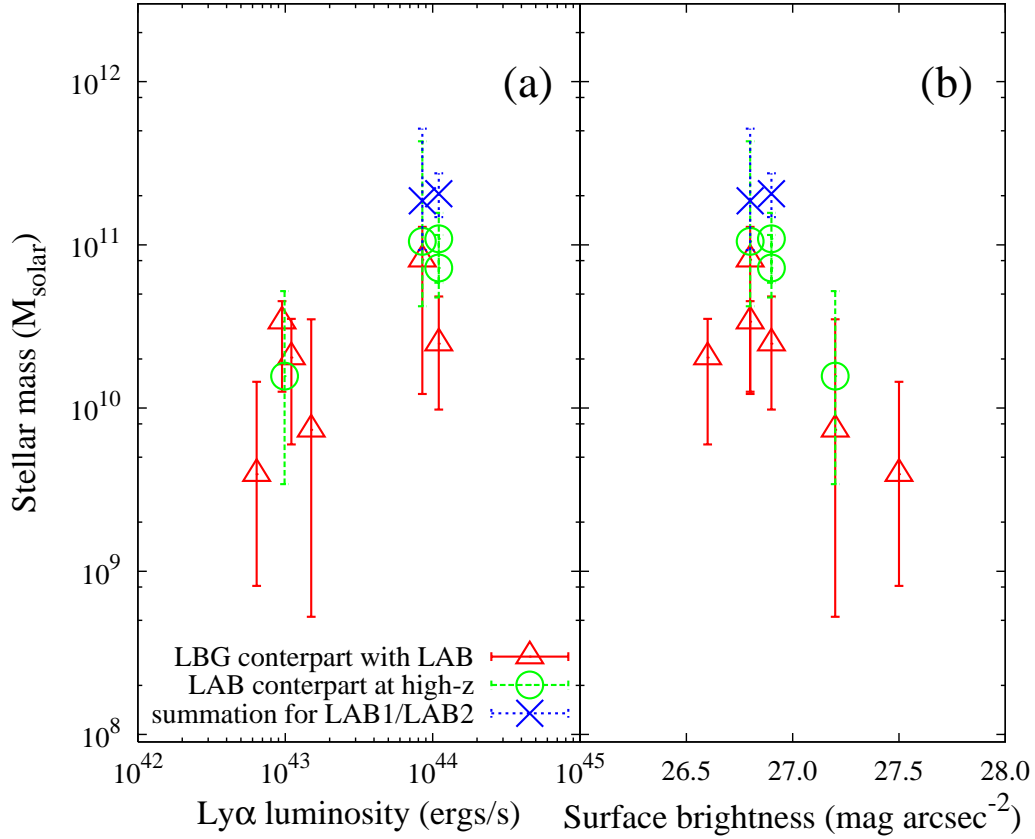 (a)
(b)
10^12
10^11
10^10
10^9
10^8
Stellar mass (M_solar)
LBG conterpart with LAB
LAB conterpart at high-z
summation for LAB1/LAB2
10^42 10^43 10^44 10^45 26.5 27.0 27.5 28.0
Lyα luminosity (ergs/s) Surface brightness (mag arcsec^-2)